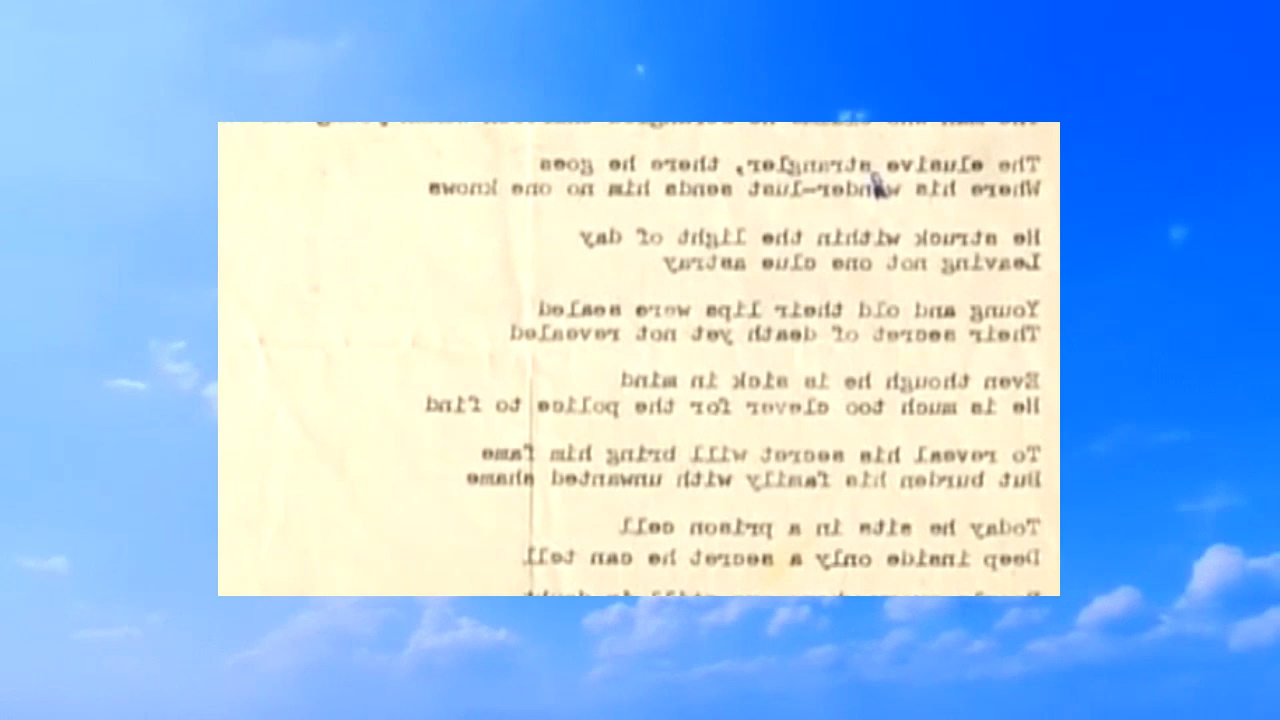 The elusive strangler, there he goes
Where his wander-lust sends him no one knows
He struck within the light of day
Leaving not one clue astray
Young and old their lips were sealed
Their secret of death yet not revealed
Even though he is sick in mind
He is much too clever for the police to find
To reveal his secret will bring him fame
But burden his family with unwanted shame
Today he sits in a prison cell
Deep inside only a secret he can tell